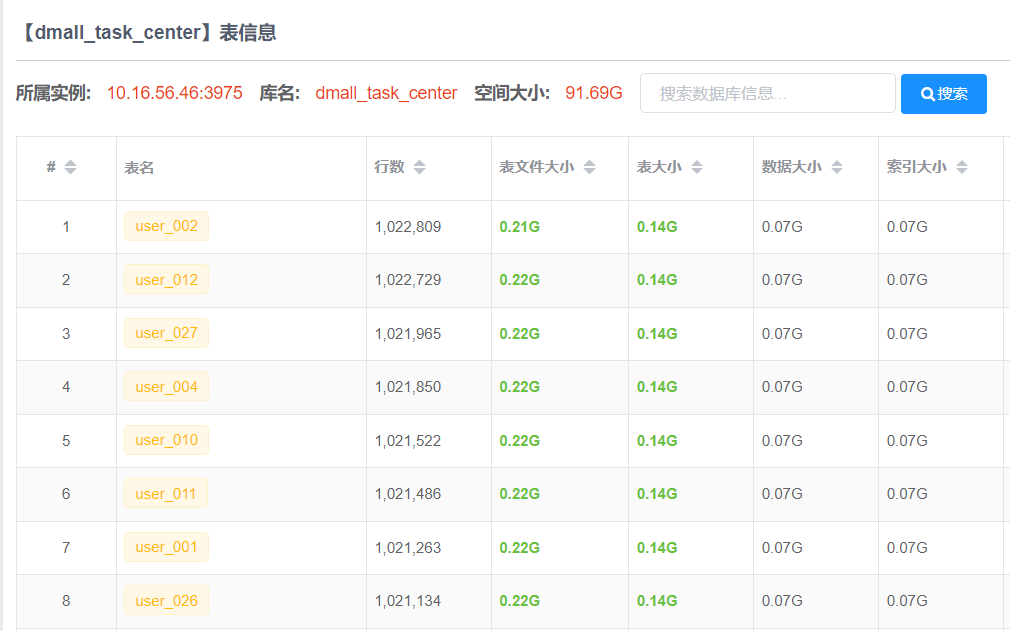 【dmall_task_center】表信息
所属实例: 10.16.56.46:3975 库名: dmall_task_center 空间大小: 91.69G 搜索数据库信息... 搜索
# 表名 行数 表文件大小 表大小 数据大小 索引大小
1 user_002 1,022,809 0.21G 0.14G 0.07G 0.07G
2 user_012 1,022,729 0.22G 0.14G 0.07G 0.07G
3 user_027 1,021,965 0.22G 0.14G 0.07G 0.07G
4 user_004 1,021,850 0.22G 0.14G 0.07G 0.07G
5 user_010 1,021,522 0.22G 0.14G 0.07G 0.07G
6 user_011 1,021,486 0.22G 0.14G 0.07G 0.07G
7 user_001 1,021,263 0.22G 0.14G 0.07G 0.07G
8 user_026 1,021,134 0.22G 0.14G 0.07G 0.07G